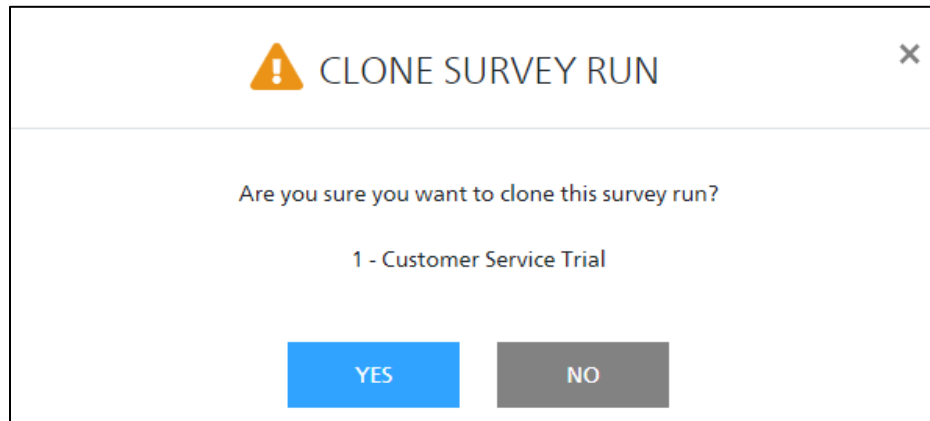 CLONE SURVEY RUN
Are you sure you want to clone this survey run?
1 - Customer Service Trial
YES
NO